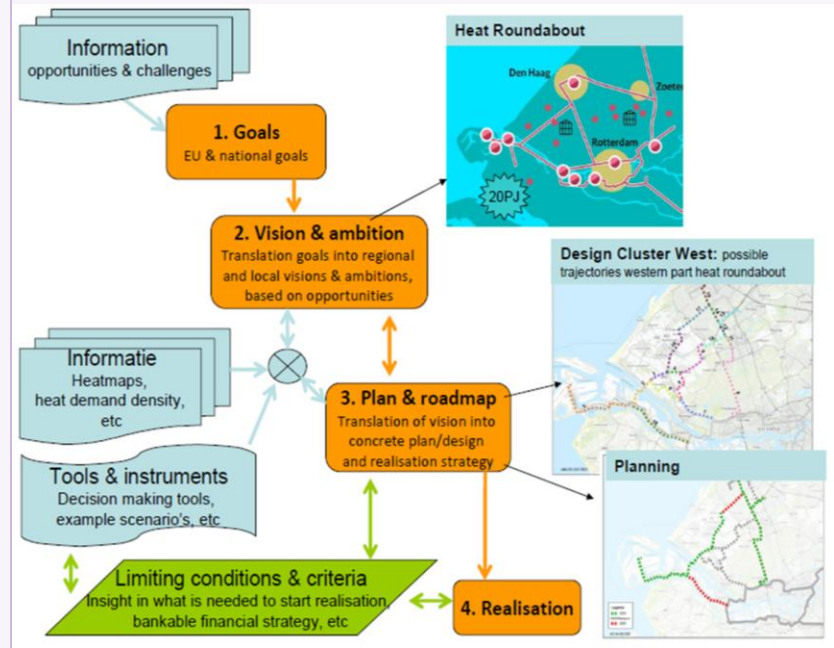 Information
opportunities & challenges
1. Goals
EU & national goals
2. Vision & ambition
Translation goals into regional
and local visions & ambitions,
based on opportunities
Informatie
Heatmaps,
heat demand density,
etc
3. Plan & roadmap
Translation of vision into
concrete plan/design
and realisation strategy
Tools & instruments
Decision making tools,
example scenario's, etc
Limiting conditions & criteria
Insight in what is needed to start realisation,
bankable financial strategy, etc
4. Realisation
Heat Roundabout
Den Haag
Zoeter
Rotterdam
20PJ
Design Cluster West: possible
trajectories western part heat roundabout
Planning